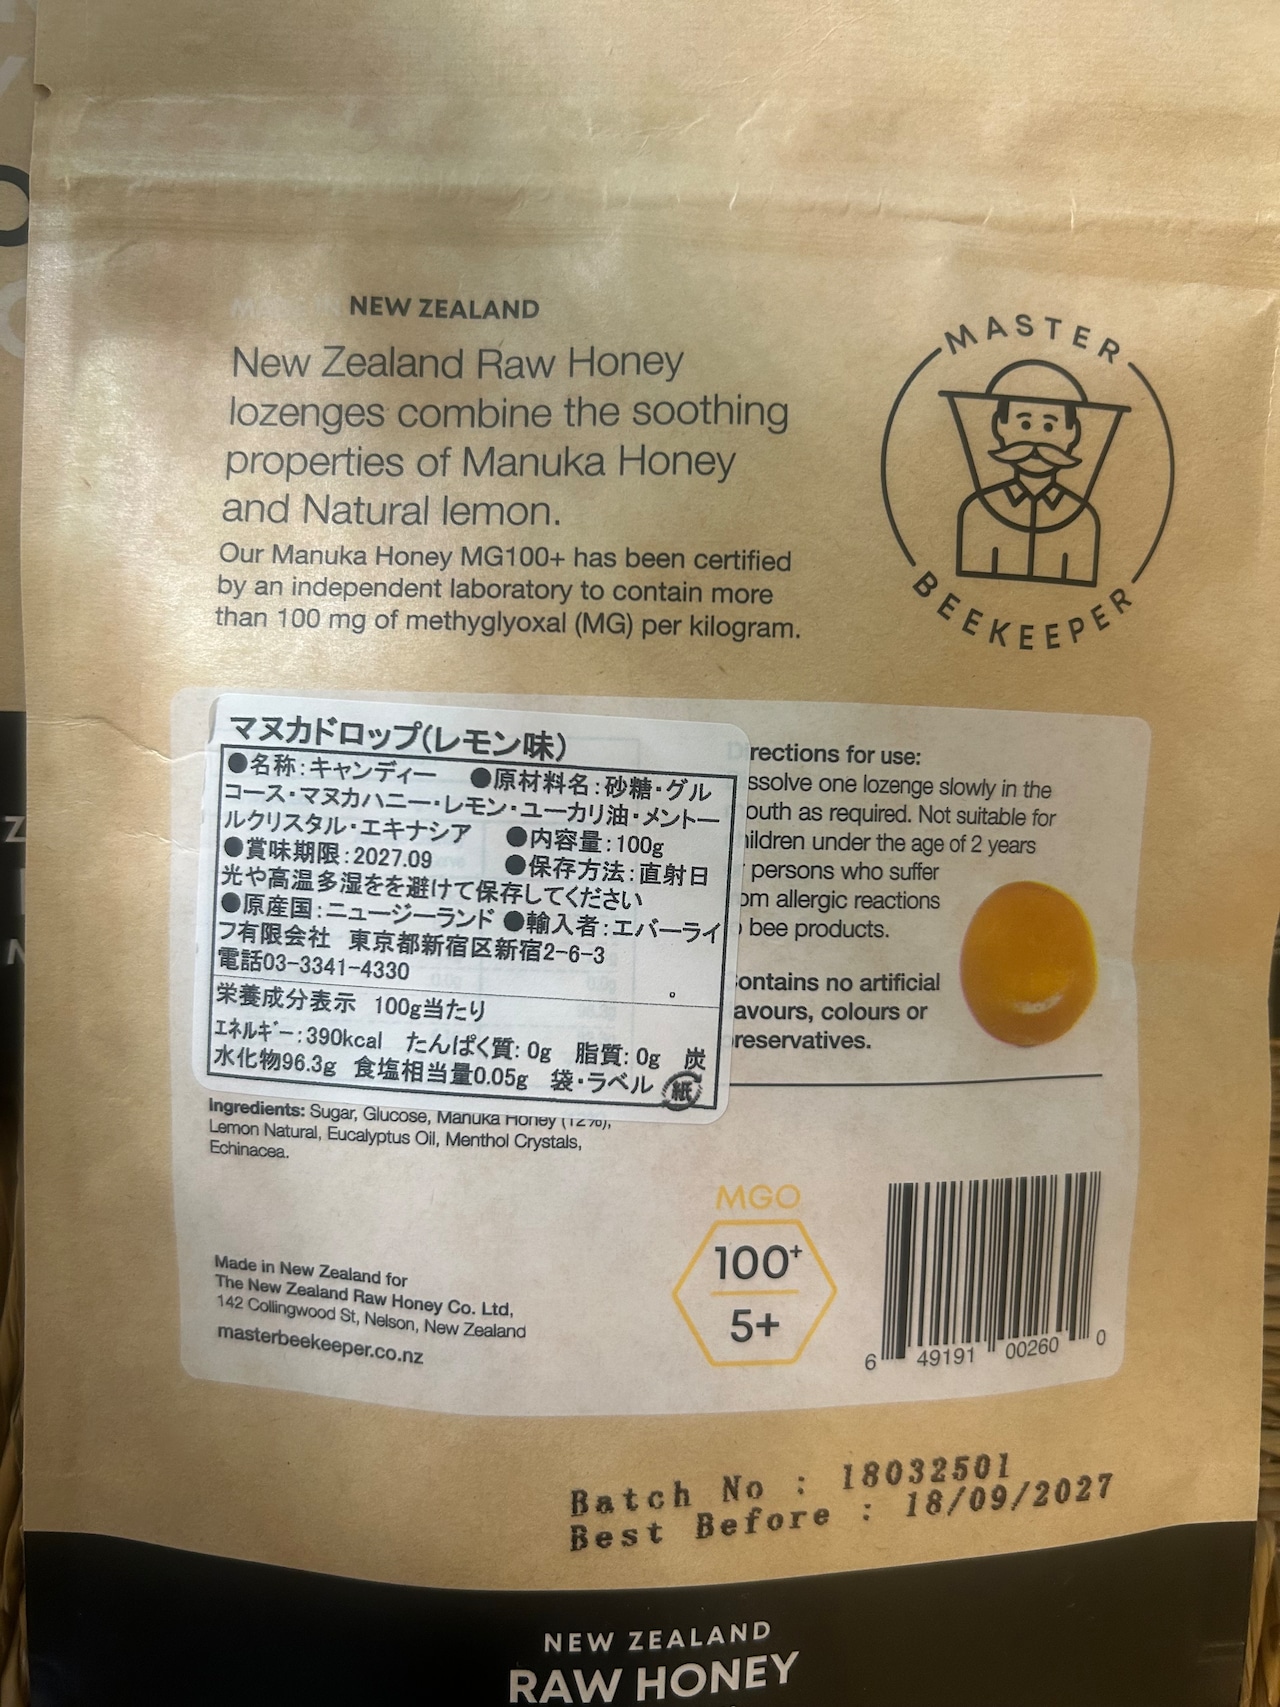 NEW ZEALAND
New Zealand Raw Honey
lozenges combine the soothing
properties of Manuka Honey
and Natural lemon.
Our Manuka Honey MG100+ has been certified
by an independent laboratory to contain more
than 100 mg of methyglyoxal (MG) per kilogram.
MASTER
BEEKEEPER
マヌカドロップ(レモン味)
●名称:キャンディー ●原材料名:砂糖・グル
コース・マヌカハニー・レモン・ユーカリ油・メントー
ルクリスタル・エキナシア ●内容量:100g
●賞味期限:2027.09 ●保存方法:直射日
光や高温多湿をを避けて保存してください
●原産国:ニュージーランド ●輸入者:エバーライ
フ有限会社 東京都新宿区新宿2-6-3
電話03-3341-4330
。
栄養成分表示 100g当たり
エネルギー:390kcal たんぱく質:0g 脂質:0g 炭
水化物96.3g 食塩相当量0.05g 袋・ラベル 紙
rections for use:
ssolve one lozenge slowly in the
outh as required. Not suitable for
ildren under the age of 2 years
persons who suffer
om allergic reactions
bee products.
ontains no artificial
avours, colours or
reservatives.
Ingredients: Sugar, Glucose, Manuka Honey (12%),
Lemon Natural, Eucalyptus Oil, Menthol Crystals,
Echinacea.
Made in New Zealand for
The New Zealand Raw Honey Co. Ltd,
142 Collingwood St, Nelson, New Zealand
masterbeekeeper.co.nz
MGO
100+
5+
6 49191 00260 0
Batch No : 18032501
Best Before : 18/09/2027
NEW ZEALAND
RAW HONEY